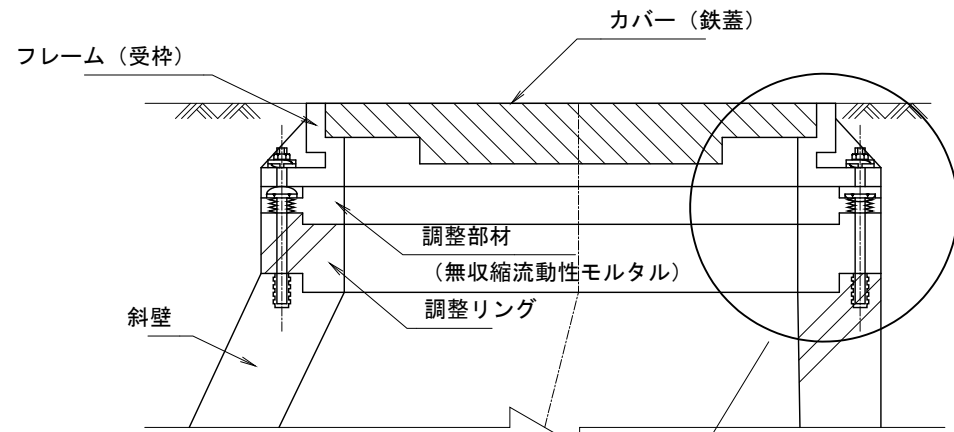 カバー（鉄蓋）
フレーム（受枠）
調整部材
（無収縮流動性モルタル）
調整リング
斜壁